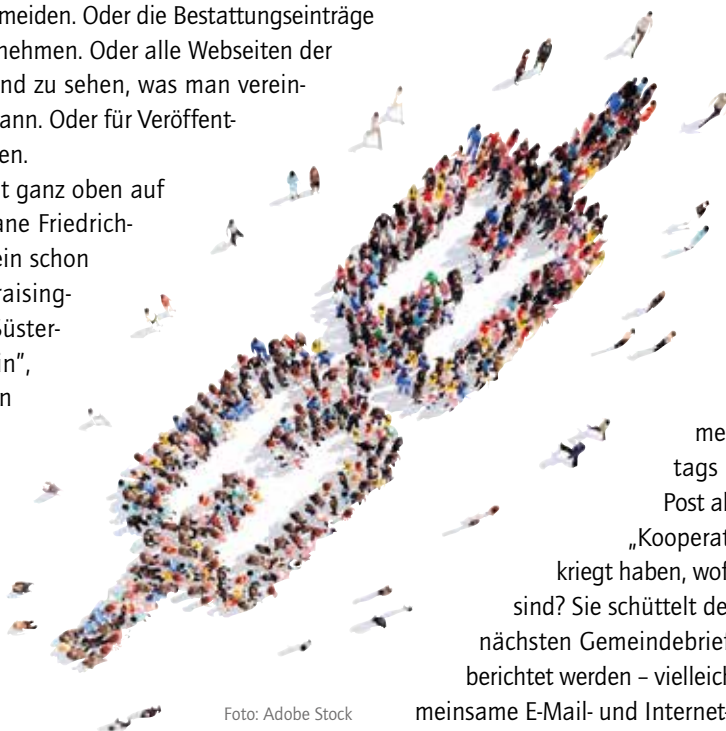 meiden. Oder die Bestattungseinträge
nehmen. Oder alle Webseiten der
nd zu sehen, was man verein-
ann. Oder für Veröffent-
en.
t ganz oben auf
ane Friedrich-
ein schon
raising-
Süster-
in”,
n
me
tags
Post al
„Kooperat
kriegt haben, wof
sind? Sie schüttelt de
nächsten Gemeindebrief
berichtet werden – vielleich
meinsame E-Mail- und Internet-
Foto: Adobe Stock